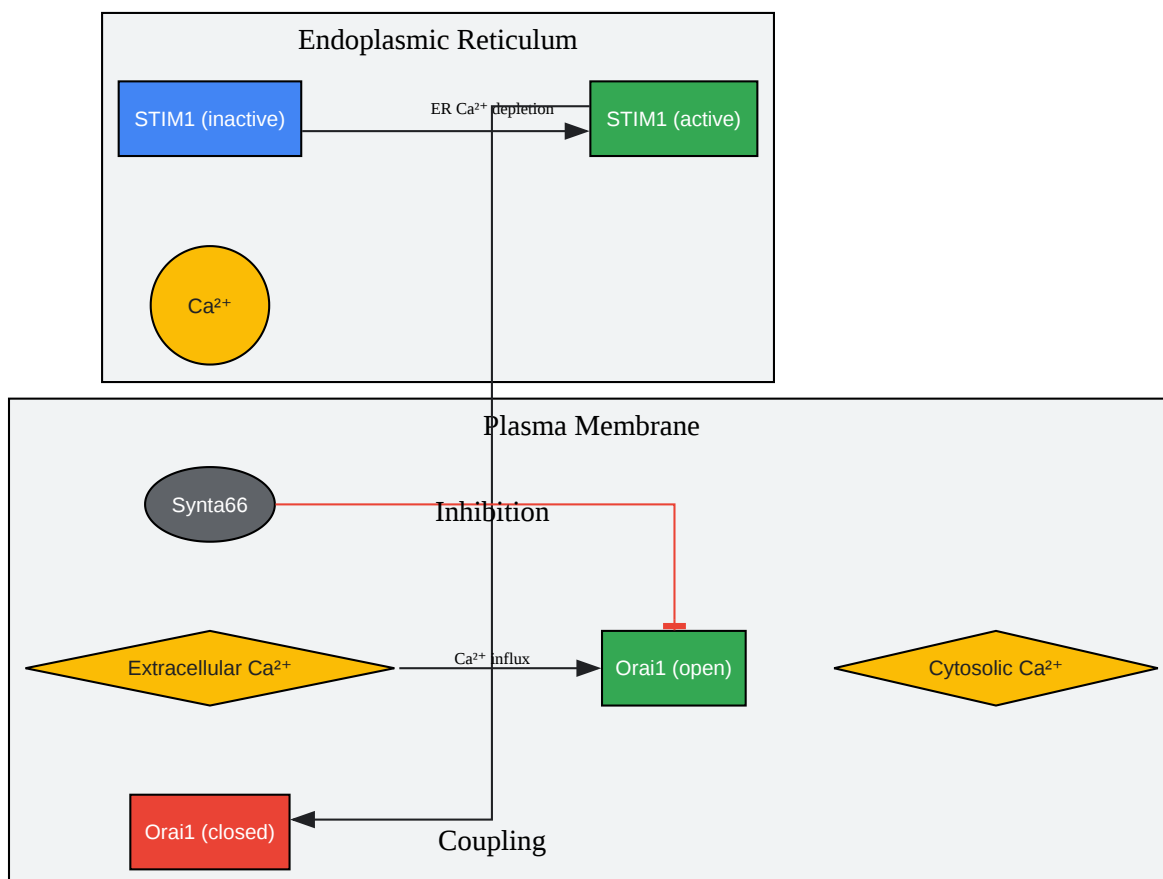 Endoplasmic Reticulum
STIM1 (inactive)
ER Ca²⁺ depletion
STIM1 (active)
Ca²⁺
Plasma Membrane
Synta66
Inhibition
Extracellular Ca²⁺
Ca²⁺ influx
Orai1 (open)
Cytosolic Ca²⁺
Orai1 (closed)
Coupling